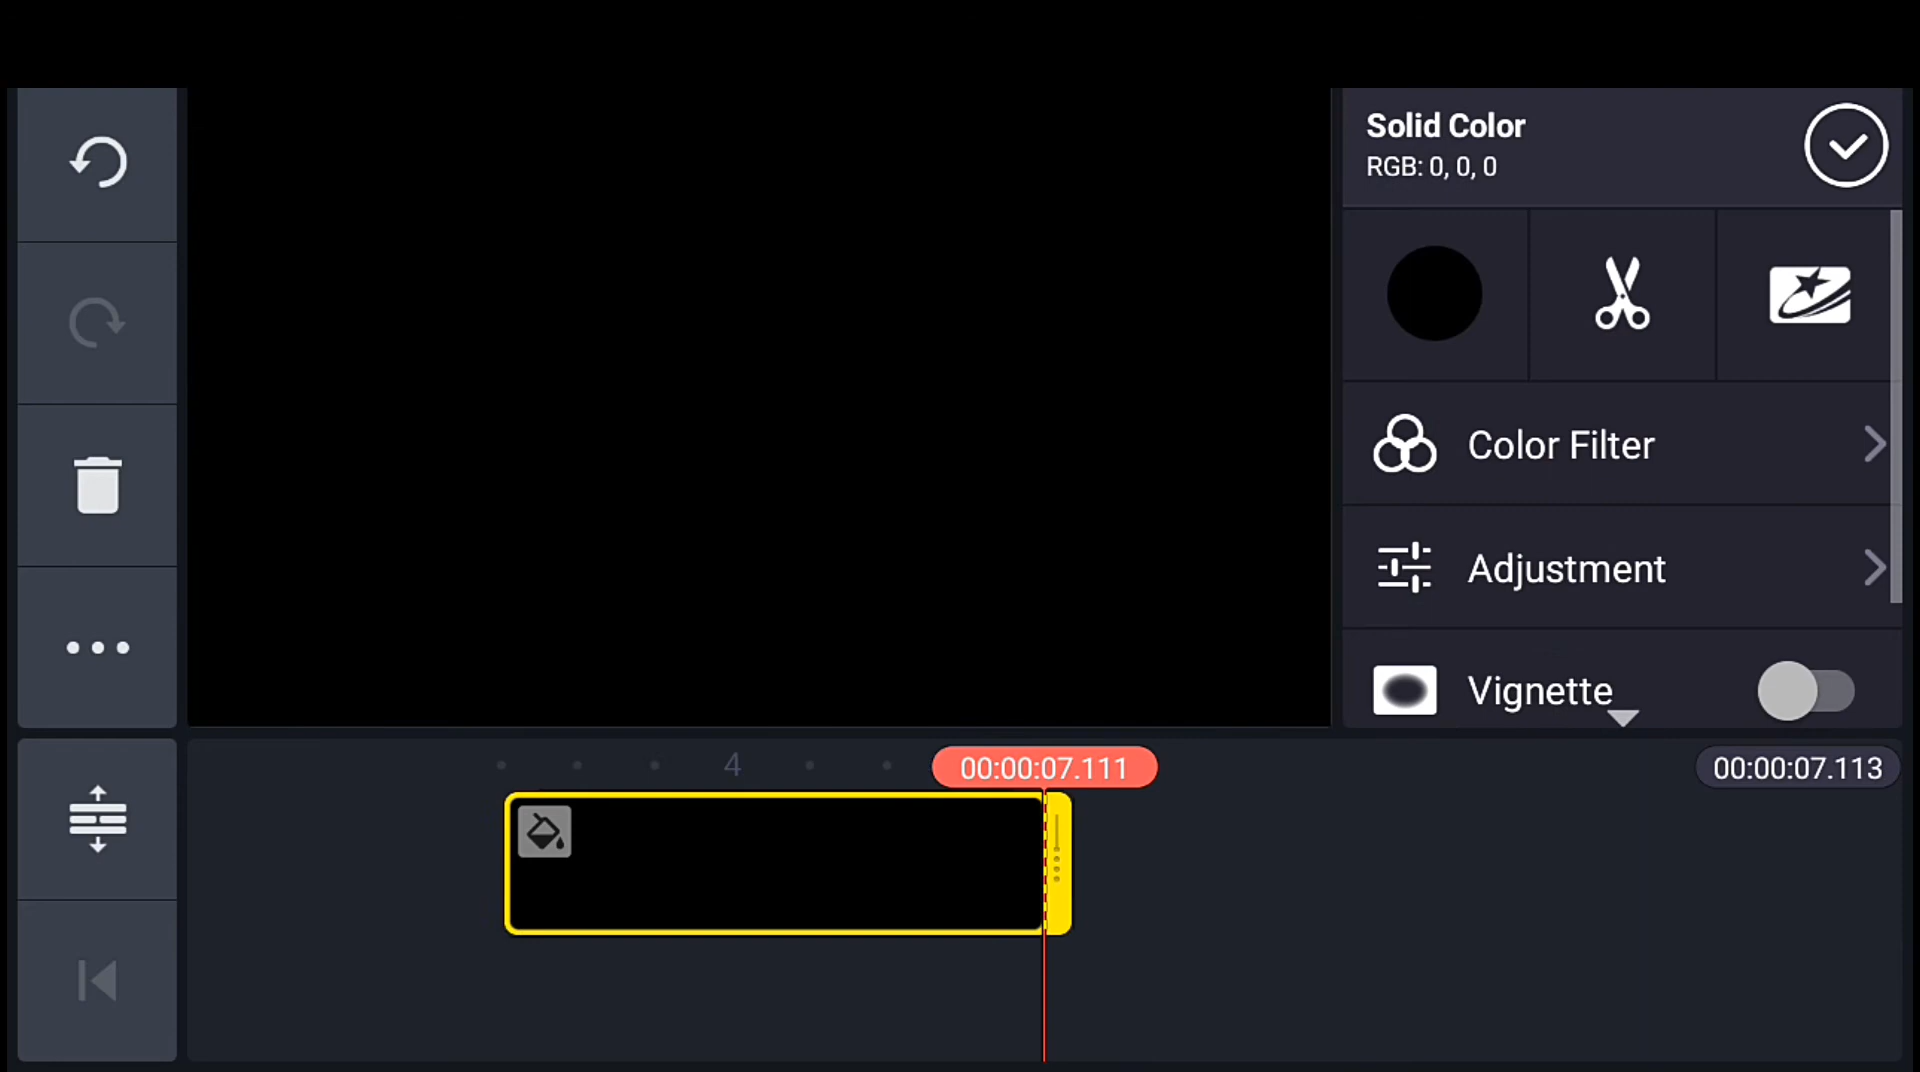 Solid Color
RGB: 0, 0, 0
Color Filter
Adjustment
Vignette
4
00:00:07.111
00:00:07.113